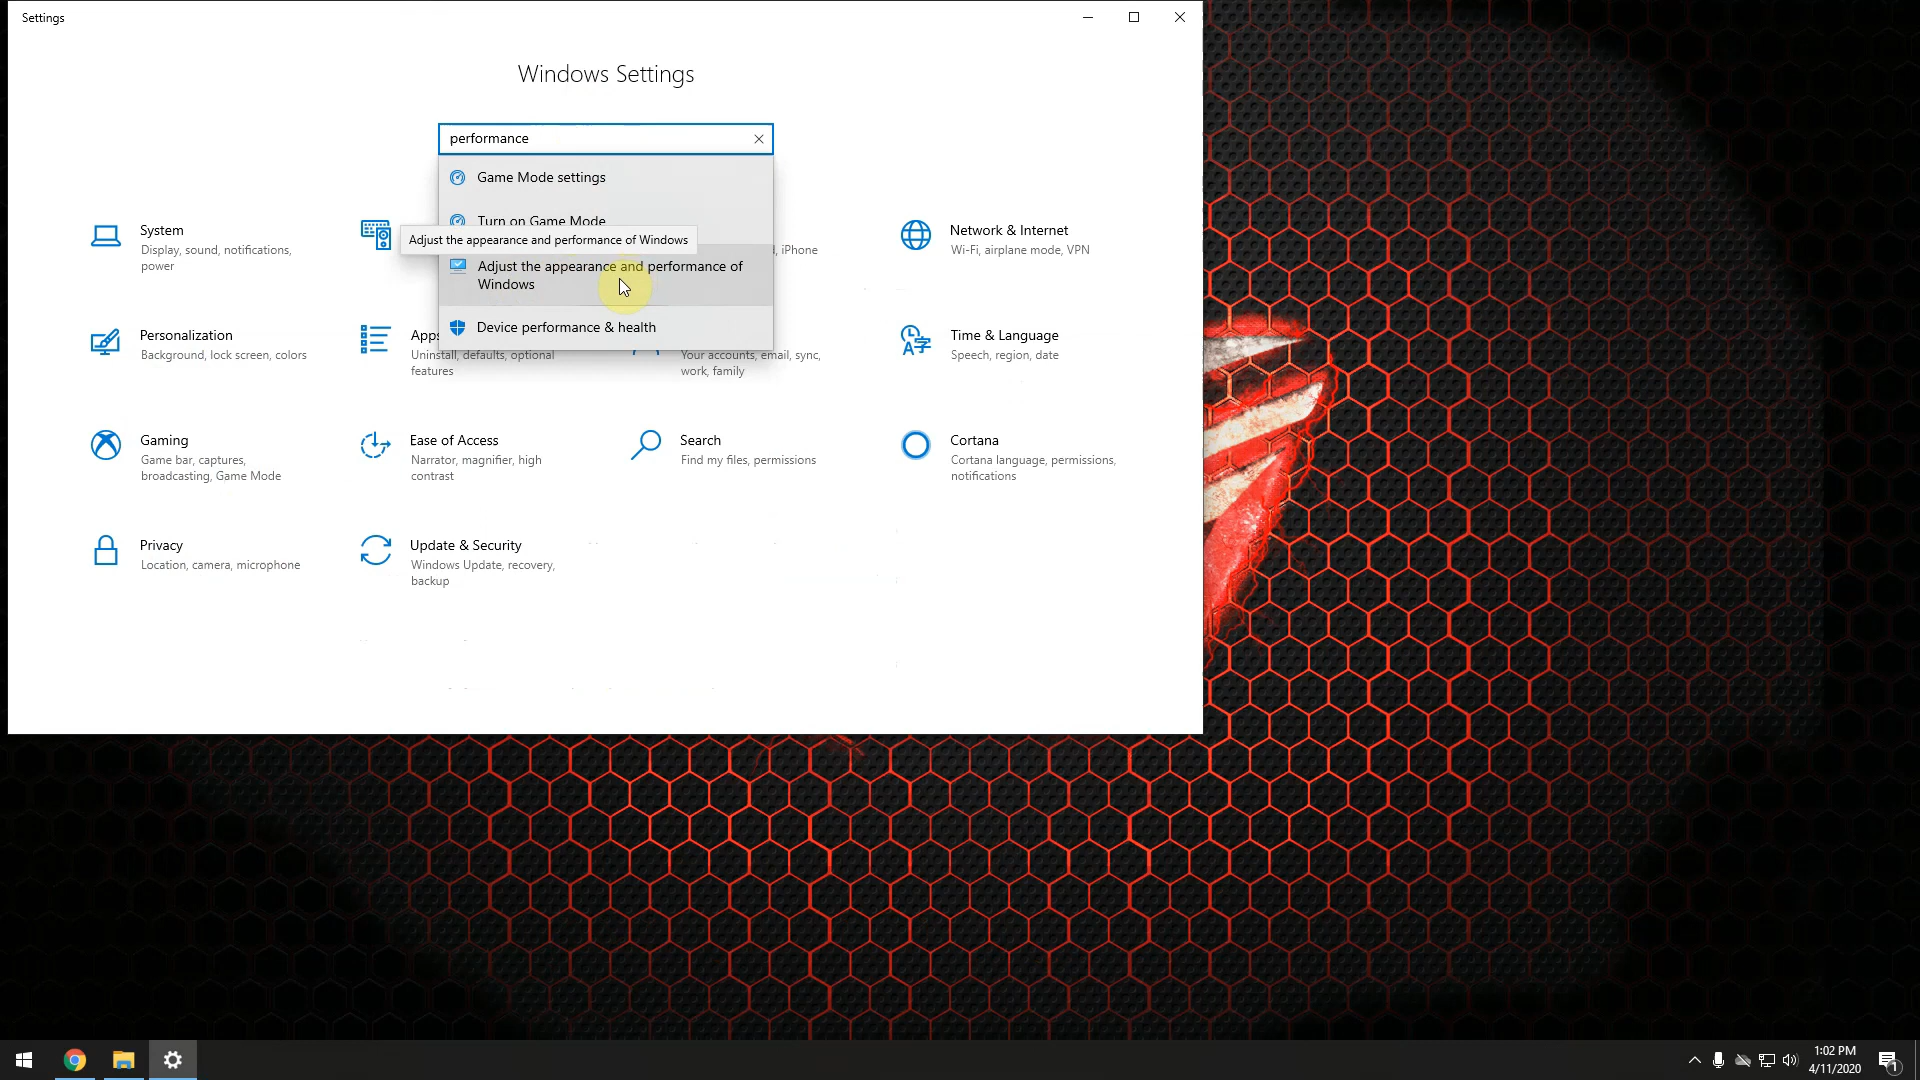 Settings
Windows Settings
performance
Game Mode settings
Turn on Game Mode
Adjust the appearance and performance of Windows
Adjust the appearance and performance of
Windows
Device performance & health
System
Display, sound, notifications,
power
, iPhone
Network & Internet
Wi-Fi, airplane mode, VPN
Personalization
Background, lock screen, colors
Apps
Uninstall, defaults, optional
features
Your accounts, email, sync,
work, family
Time & Language
Speech, region, date
Gaming
Game bar, captures,
broadcasting, Game Mode
Ease of Access
Narrator, magnifier, high
contrast
Search
Find my files, permissions
Cortana
Cortana language, permissions,
notifications
Privacy
Location, camera, microphone
Update & Security
Windows Update, recovery,
backup
1:02 PM
4/11/2020
1